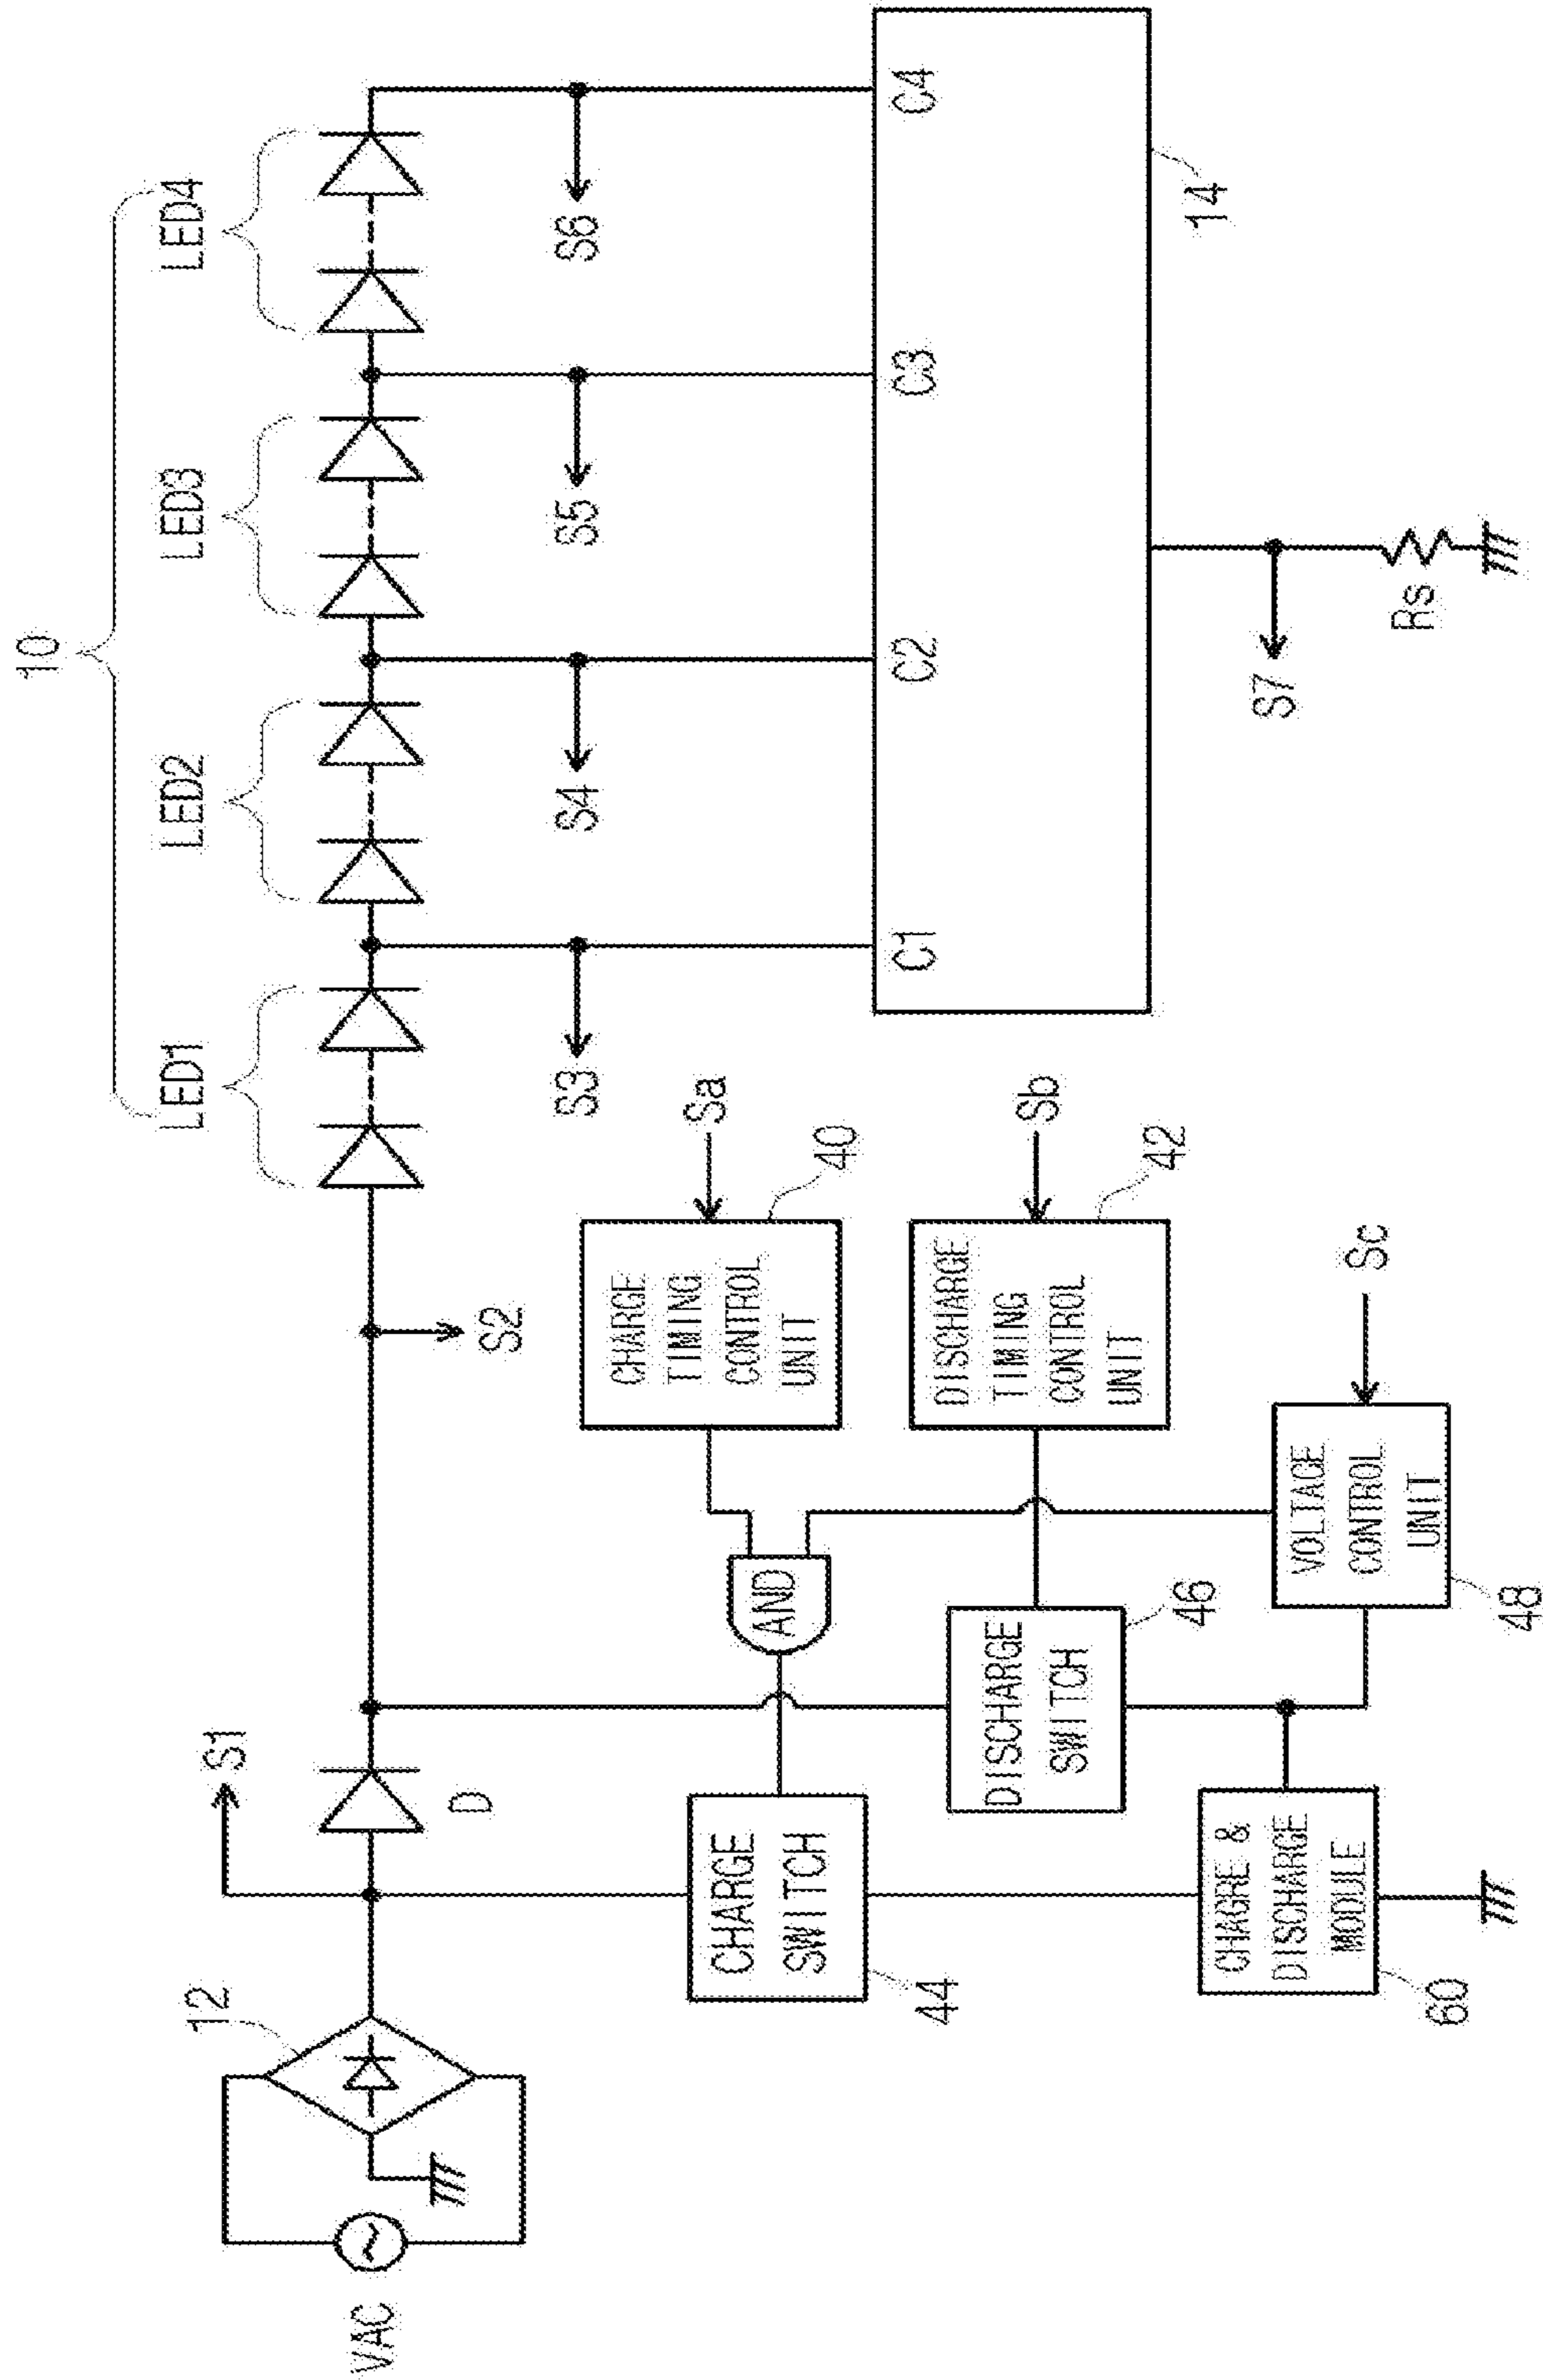 10
LED1
LED2
LED3
LED4
12
S1
D
S2
S3
S4
S5
S6
VAC
CHARGE
SWITCH
44
AND
CHARGE
TIMING
CONTROL
UNIT
Sa
40
C1
C2
C3
C4
14
DISCHARGE
SWITCH
46
DISCHARGE
TIMING
CONTROL
UNIT
Sb
42
CHAGRE &
DISCHARGE
MODULE
60
VOLTAGE
CONTROL
UNIT
48
Sc
S7
Rs